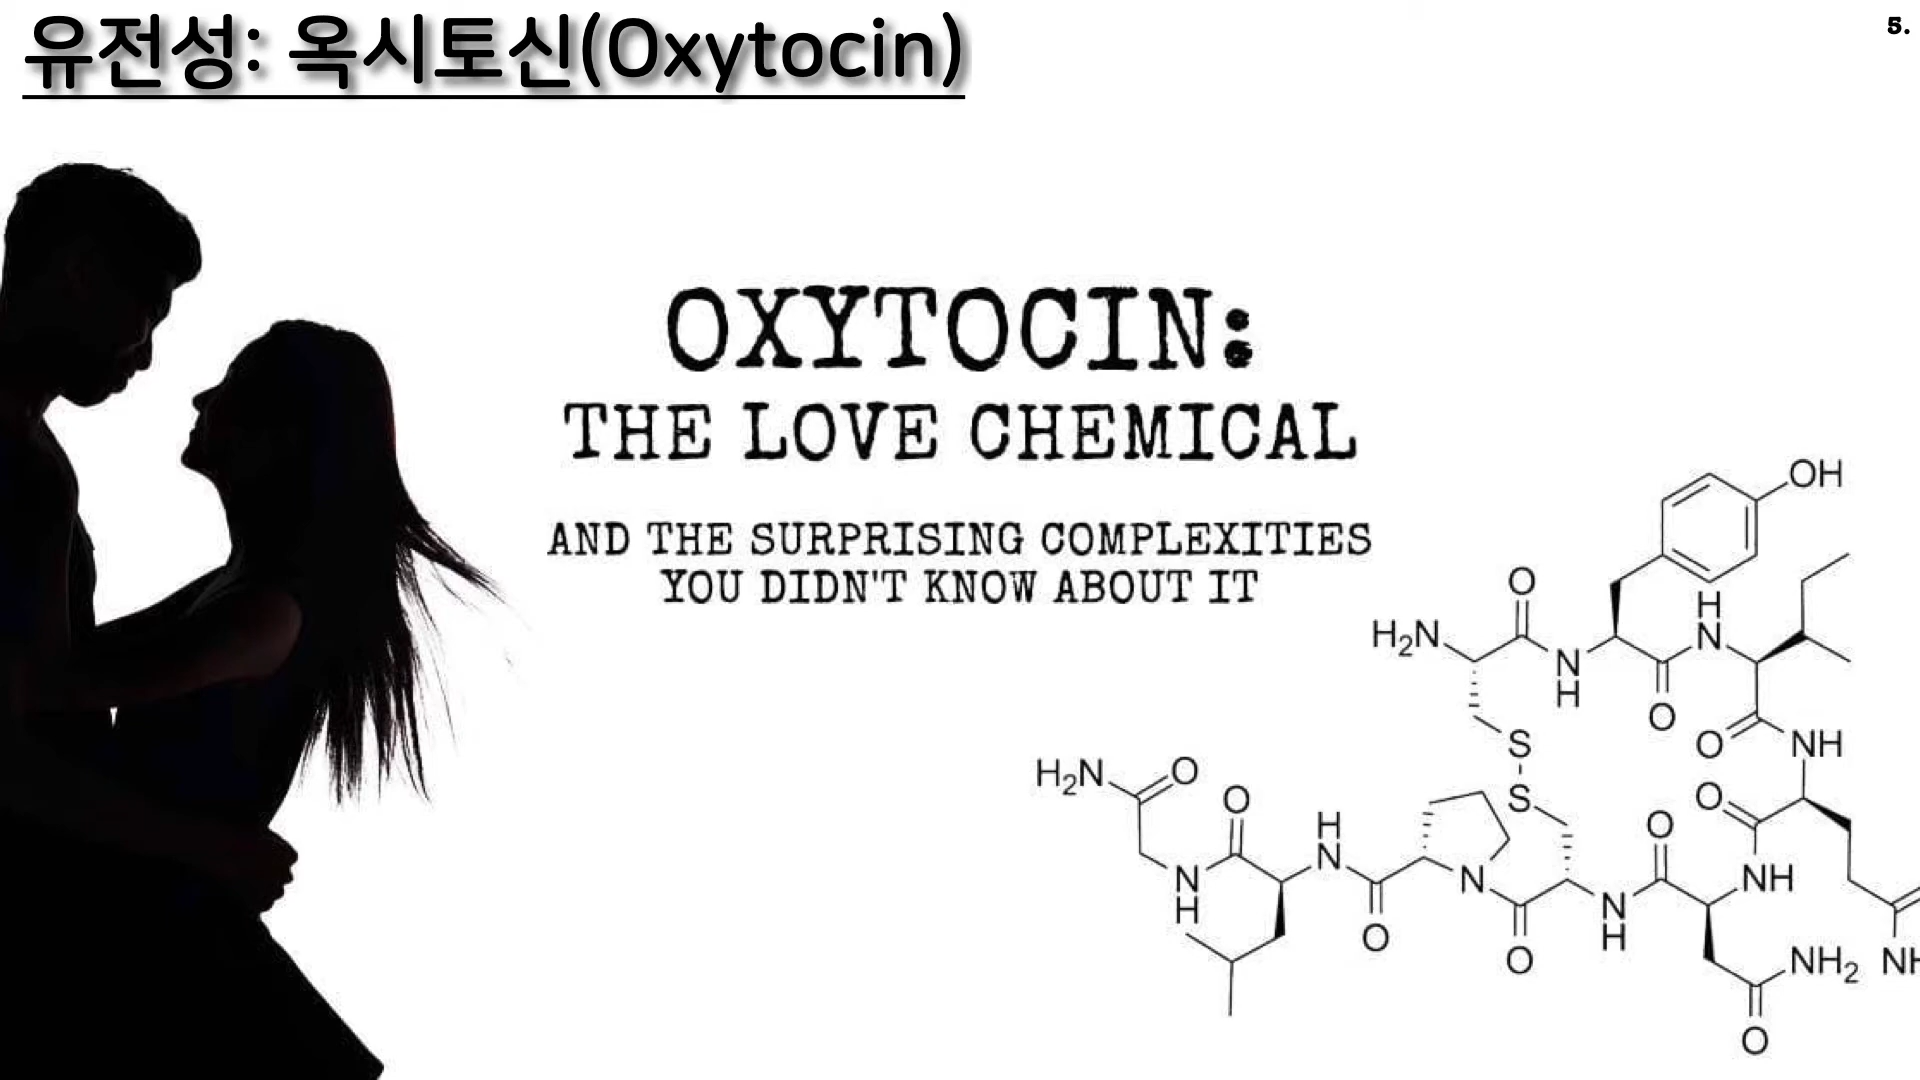 유전성: 옥시토신(Oxytocin)
5.
OXYTOCIN:
THE LOVE CHEMICAL
AND THE SURPRISING COMPLEXITIES
YOU DIDN'T KNOW ABOUT IT
OH
O
H
H₂N
N
N
H
O
O
NH
S
S
H₂N
O
O
O
O
H
N
NH
N
H
N
N
H
O
O
NH₂
NH
O